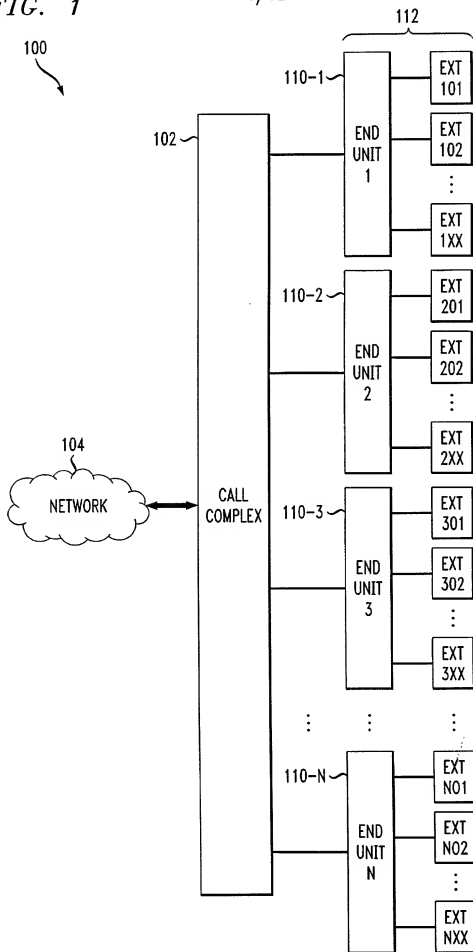 FIG. 1
100
112
110-1
EXT
101
102
END
UNIT
1
EXT
102
EXT
1XX
110-2
EXT
201
END
UNIT
2
EXT
202
EXT
2XX
104
NETWORK
CALL
COMPLEX
110-3
EXT
301
END
UNIT
3
EXT
302
EXT
3XX
110-N
EXT
N01
END
UNIT
N
EXT
N02
EXT
NXX